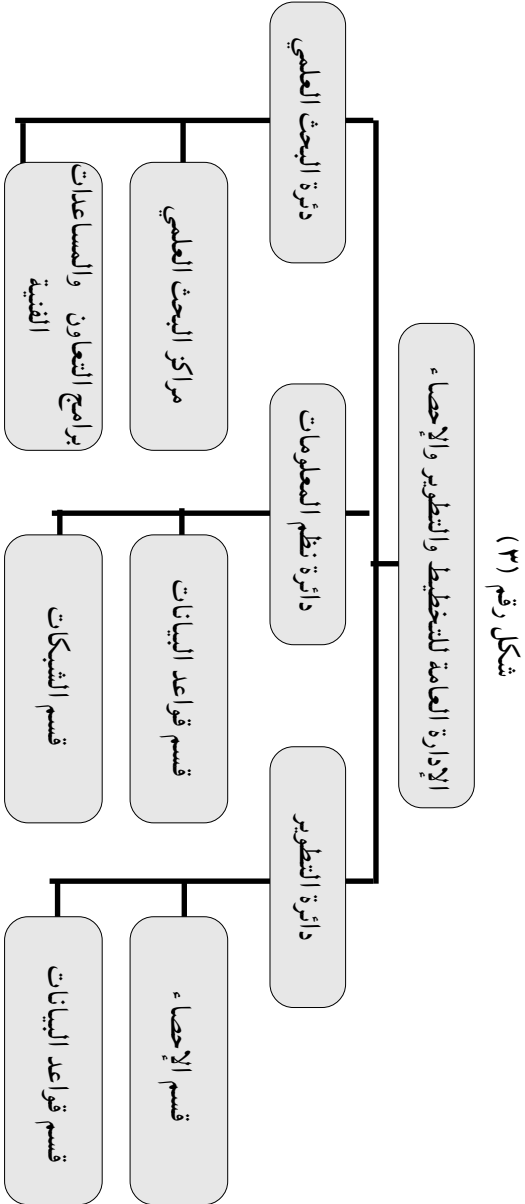 شكل رقم (٣)
الإدارة العامة للتخطيط والتطوير والإحصاء
دائرة التطوير
دائرة نظم المعلومات
دئرة البحث العلمي
قسم الإحصاء
قسم قواعد البيانات
مراكز البحث العلمي
قسم قواعد البيانات
قسم الشبكات
برامج التعاون والمساعدات
الفنية